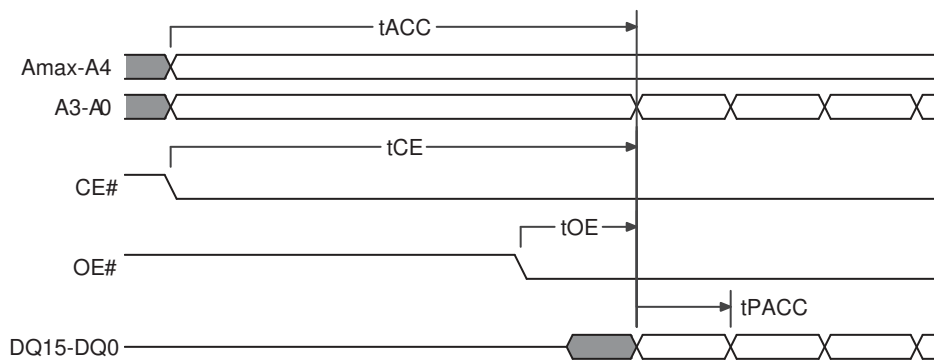 tACC
Amax-A4
A3-A0
tCE
CE#
tOE
OE#
tPACC
DQ15-DQ0